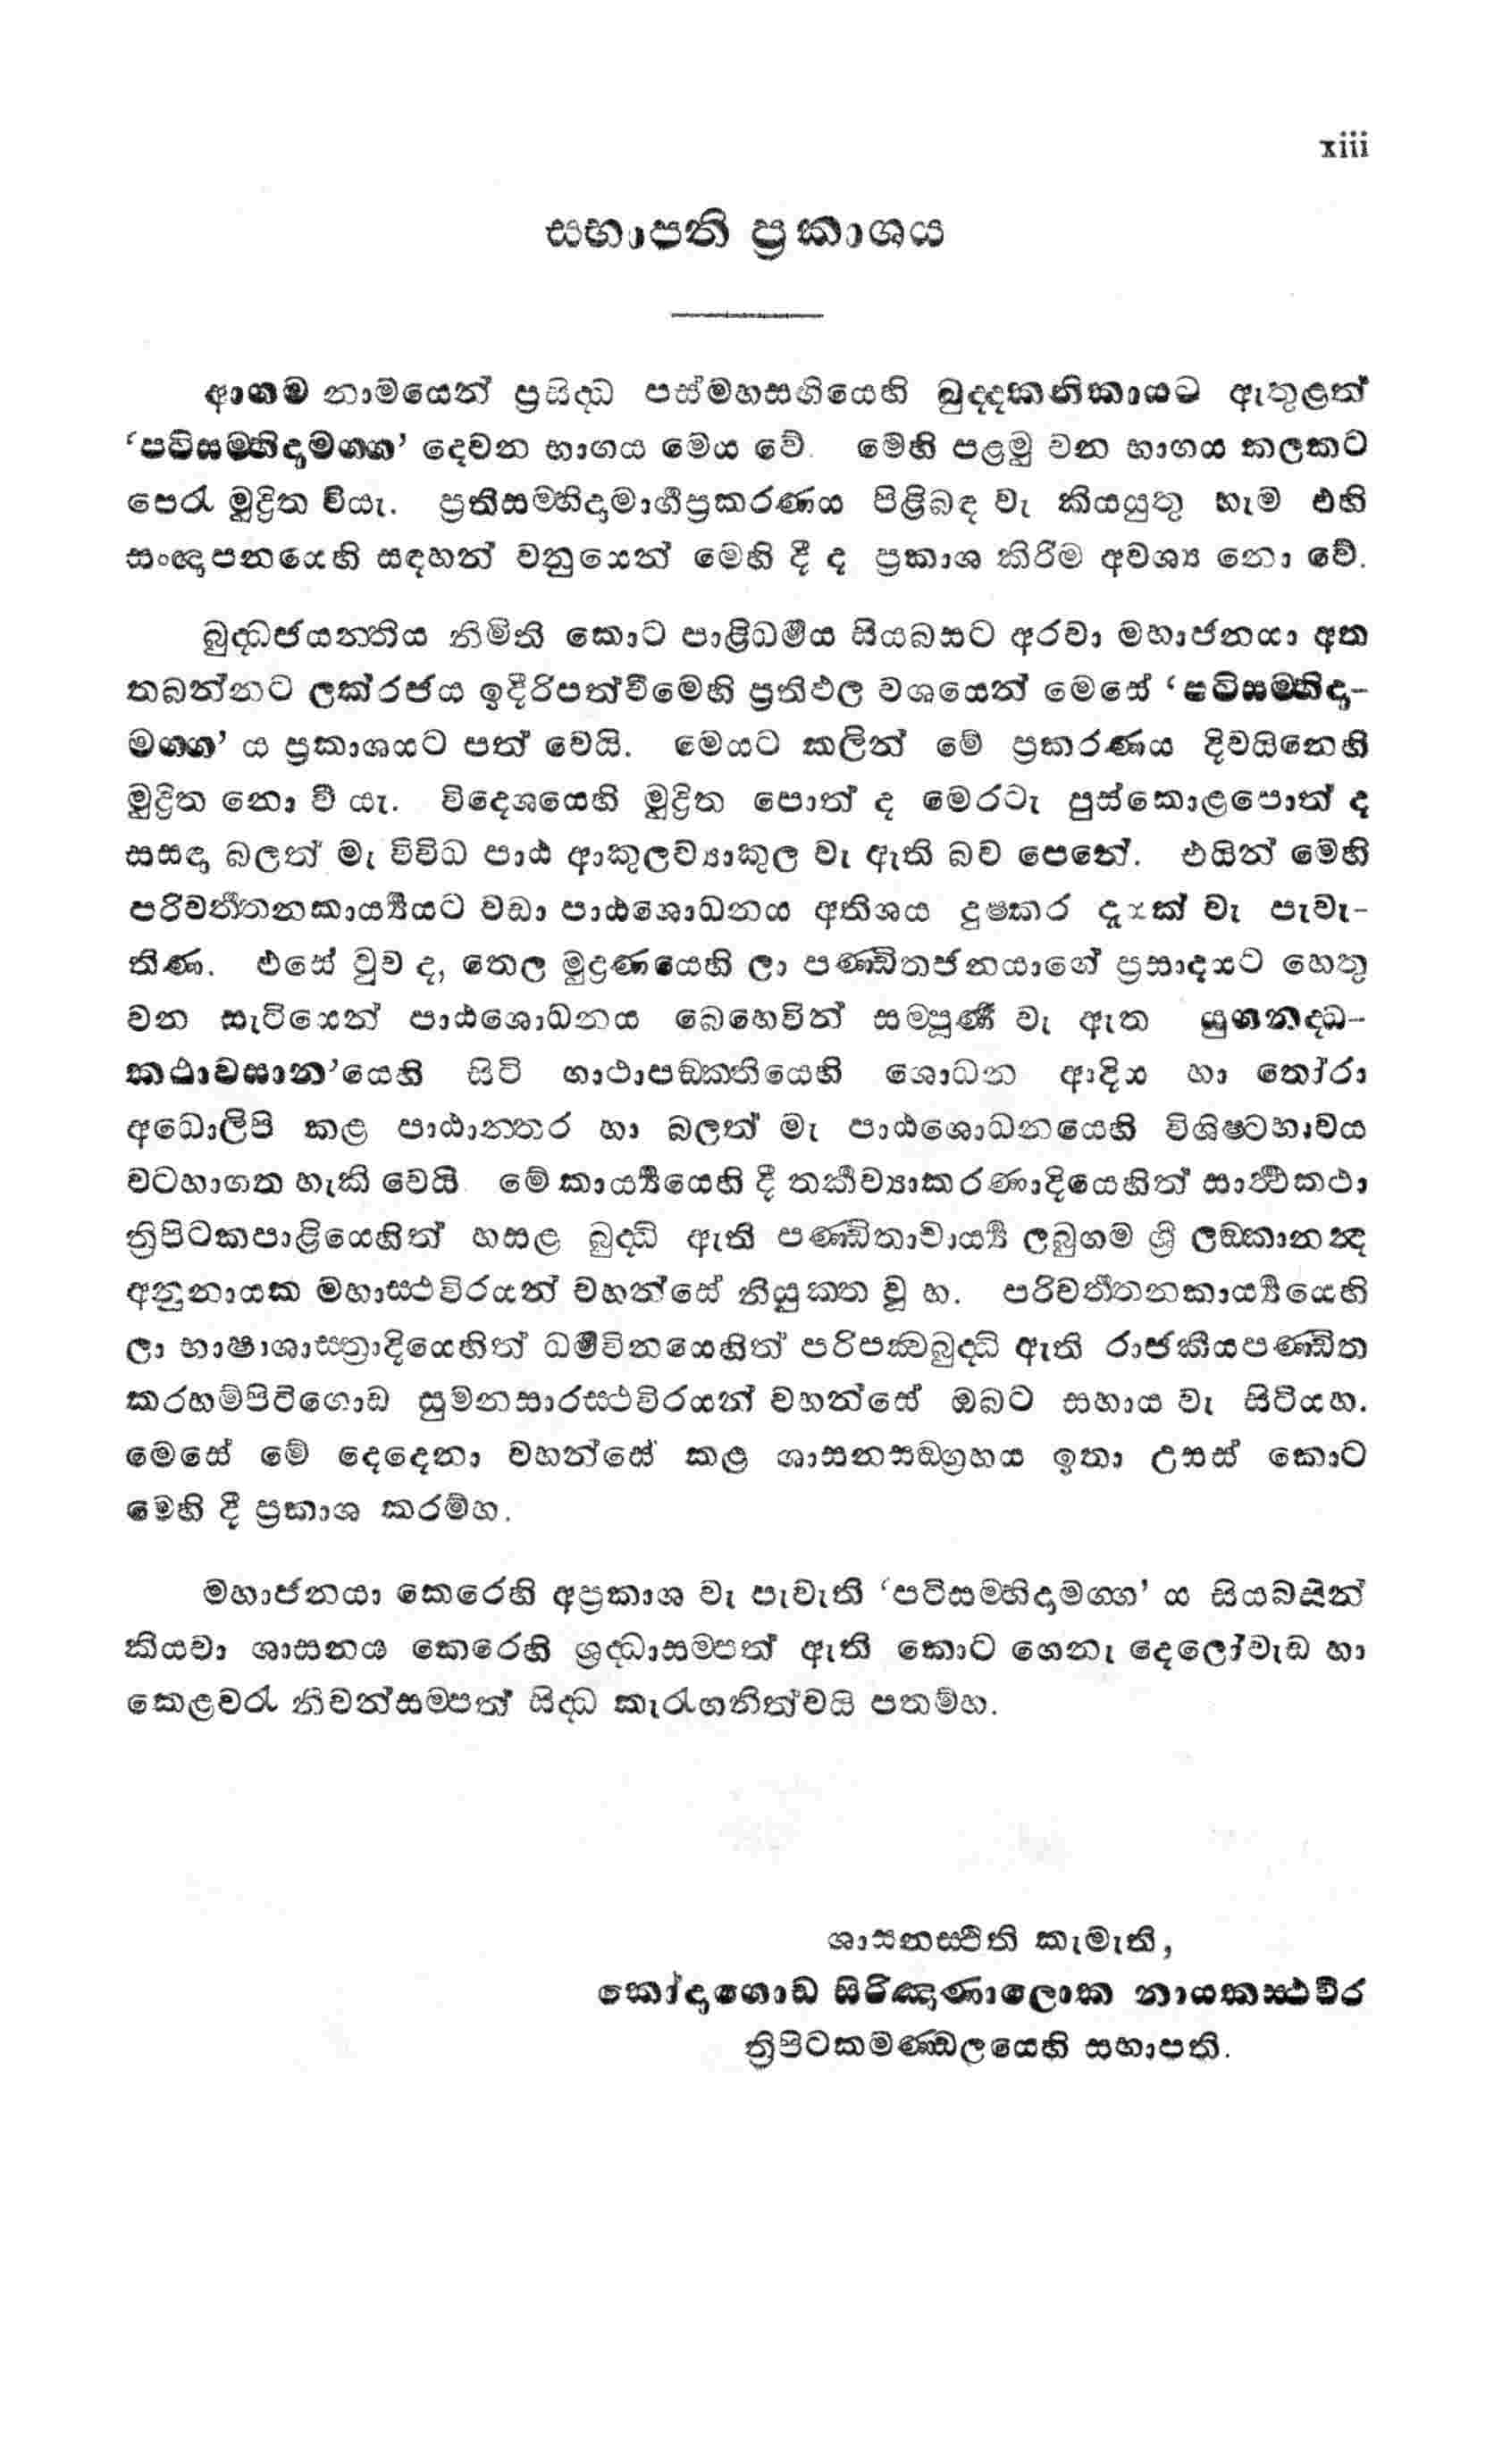 xiii
සභාපති ප්‍රකාශය
ආගම නාමයෙන් ප්‍රසිද්ධ පස්මහසඟියෙහි ඛුද්දකනිකායට ඇතුළත්
‘පටිසම්භිදාමග්ග’ දෙවන භාගය මෙය වේ. මෙහි පළමු වන භාගය කලකට
පෙරැ මුද්‍රිත විය​ැ. ප්‍රතිසම්භිදාමාර්ගප්‍රකරණය පිළිබඳ වැ කියයුතු හැම එහි
සංඥාපනයෙහි සඳහන් වනුයෙන් මෙහි දී ද ප්‍රකාශ කිරීම අවශ්‍ය නො වේ.
බුද්ධජයන්තිය නිමිති කොට පාළිධර්මය සියබසට අරවා මහාජනයා අත
තබන්නට ලක්රජය ඉදිරිපත්වීමෙහි ප්‍රතිඵල වශයෙන් මෙසේ ‘පටිසම්භිදා-
මග්ග’ ය ප්‍රකාශයට පත් වෙයි. මෙයට කලින් මේ ප්‍රකරණය දිවයිනෙහි
මුද්‍රිත නො වී යැ. විදෙශයෙහි මුද්‍රිත පොත් ද මෙරටැ පුස්කොළපොත් ද
සසඳා බලත් මැ විවිධ පාඨ ආකුලව්‍යාකුල වැ ඇති බව පෙනේ. එයින් මෙහි
පරිවර්තනකාර්‍ය්‍යයට වඩා පාඨශොධනය අතිශය දුෂ්කර දැයක් වැ පැවැ-
තිණ. එසේ වුව ද, තෙල මුද්‍රණයෙහි ලා පණ්ඩිතජනයාගේ ප්‍රසාදයට හෙතු
වන සැටියෙන් පාඨශොධනය බෙහෙවින් සම්පූර්ණ වැ ඇත යුගනද්ධ-
කථාවසාන’යෙහි සිටි ගාථාපඞ්ක්තියෙහි ශොධන ආදිය හා තෝරා
අධොලිපි කළ පාඨාන්තර හා බලත් මැ පාඨශොධනයෙහි විශිෂ්ටභාවය
වටහාගත හැකි වෙයි. මේ කාර්‍ය්‍යයෙහි දී තර්කව්‍යාකරණාදියෙහිත් සාර්ථකථා
ත්‍රිපිටකපාළියෙහිත් හසළ බුද්ධි ඇති පණ්ඩිතාචාර්‍ය්‍ය ලබුගම ශ්‍රී ලඞ්කානන්ද
අනුනායක මහාස්ථවිරයන් වහන්සේ නියුක්ත වූ හ. පරිවර්තනකාර්‍ය්‍යයෙහි
ලා භාෂාශාස්ත්‍රාදියෙහිත් ධර්මවිනයෙහිත් පරිපක්වබුද්ධි ඇති රාජකීයපණ්ඩිත
කරහම්පිටිගොඩ සුමනසාරස්ථවිරයන් වහන්සේ ඔබට සහාය වැ සිටියහ.
මෙසේ මේ දෙදෙනා වහන්සේ කළ ශාසනසඞ්ග්‍රහය ඉතා උසස් කොට
මෙහි දී ප්‍රකාශ කරම්හ.
මහාජනයා කෙරෙහි අප්‍රකාශ වැ පැවැති ‘පටිසම්භිදාමග්ග’ ය සියබසින්
කියවා ශාසනය කෙරෙහි ශ්‍රද්ධාසම්පත් ඇති කොට ගෙනැ දෙලෝවැඩ හා
කෙළවරැ නිවන්සම්පත් සිද්ධ කැරැගනිත්වයි පතම්හ.
ශාසනස්ථිති කැමැති,
කෝදාගොඩ සිරිඤාණාලොක නායකස්ථවිර
ත්‍රිපිටකමණ්ඩලයෙහි සභාපති.